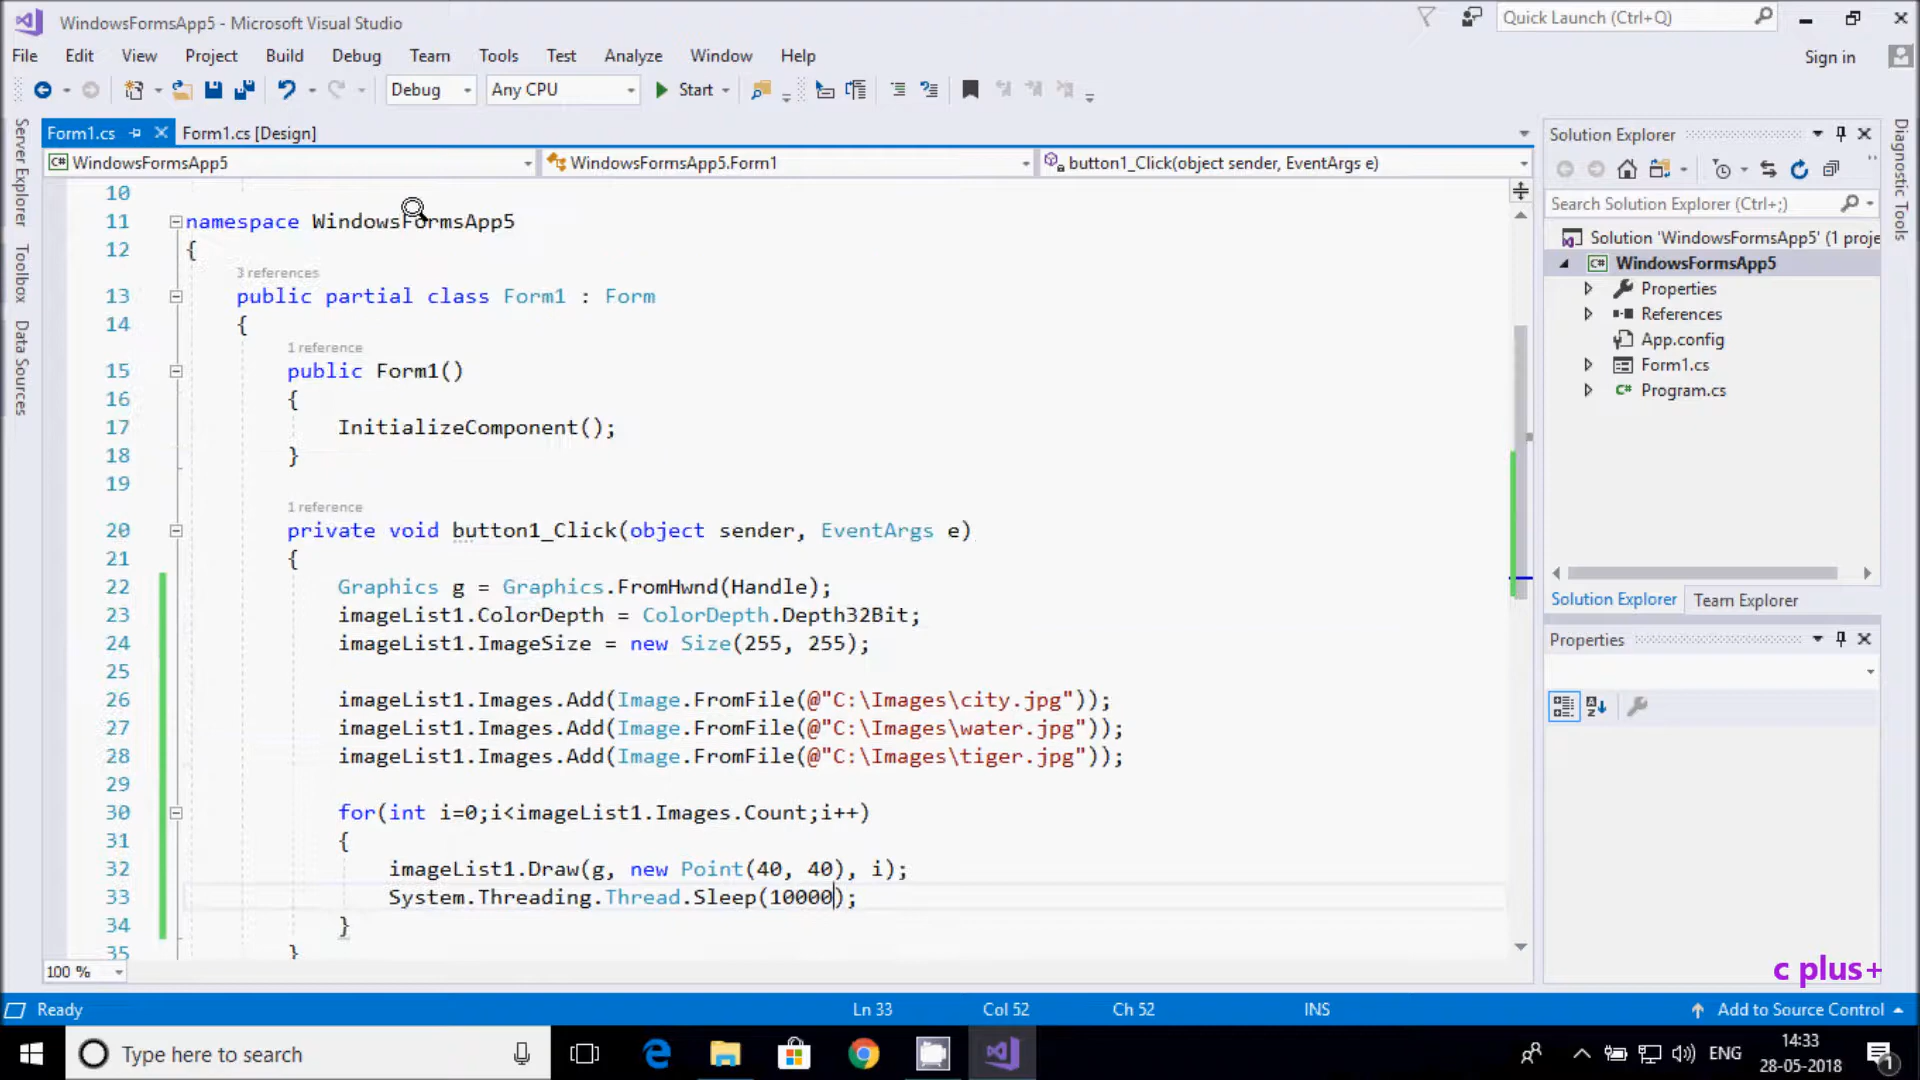 WindowsFormsApp5 - Microsoft Visual Studio
Quick Launch (Ctrl+Q)
File Edit View Project Build Debug Team Tools Test Analyze Window Help
Sign in
Debug Any CPU Start
Server Explorer
Toolbox
Data Sources
Form1.cs Form1.cs [Design]
C# WindowsFormsApp5 WindowsFormsApp5.Form1 button1_Click(object sender, EventArgs e)
10
11 namespace WindowsFormsApp5
12 {
3 references
13 public partial class Form1 : Form
14 {
1 reference
15 public Form1()
16 {
17 InitializeComponent();
18 }
19
1 reference
20 private void button1_Click(object sender, EventArgs e)
21 {
22 Graphics g = Graphics.FromHwnd(Handle);
23 imageList1.ColorDepth = ColorDepth.Depth32Bit;
24 imageList1.ImageSize = new Size(255, 255);
25
26 imageList1.Images.Add(Image.FromFile(@"C:\Images\city.jpg"));
27 imageList1.Images.Add(Image.FromFile(@"C:\Images\water.jpg"));
28 imageList1.Images.Add(Image.FromFile(@"C:\Images\tiger.jpg"));
29
30 for(int i=0;i<imageList1.Images.Count;i++)
31 {
32 imageList1.Draw(g, new Point(40, 40), i);
33 System.Threading.Thread.Sleep(10000);
34 }
35 }
100 %
Solution Explorer
Search Solution Explorer (Ctrl+;)
Solution 'WindowsFormsApp5' (1 proje
C# WindowsFormsApp5
Properties
References
App.config
Form1.cs
C# Program.cs
Solution Explorer Team Explorer
Properties
Diagnostic Tools
c plus+
Ready Ln 33 Col 52 Ch 52 INS Add to Source Control
Type here to search
ENG
14:33
28-05-2018
1